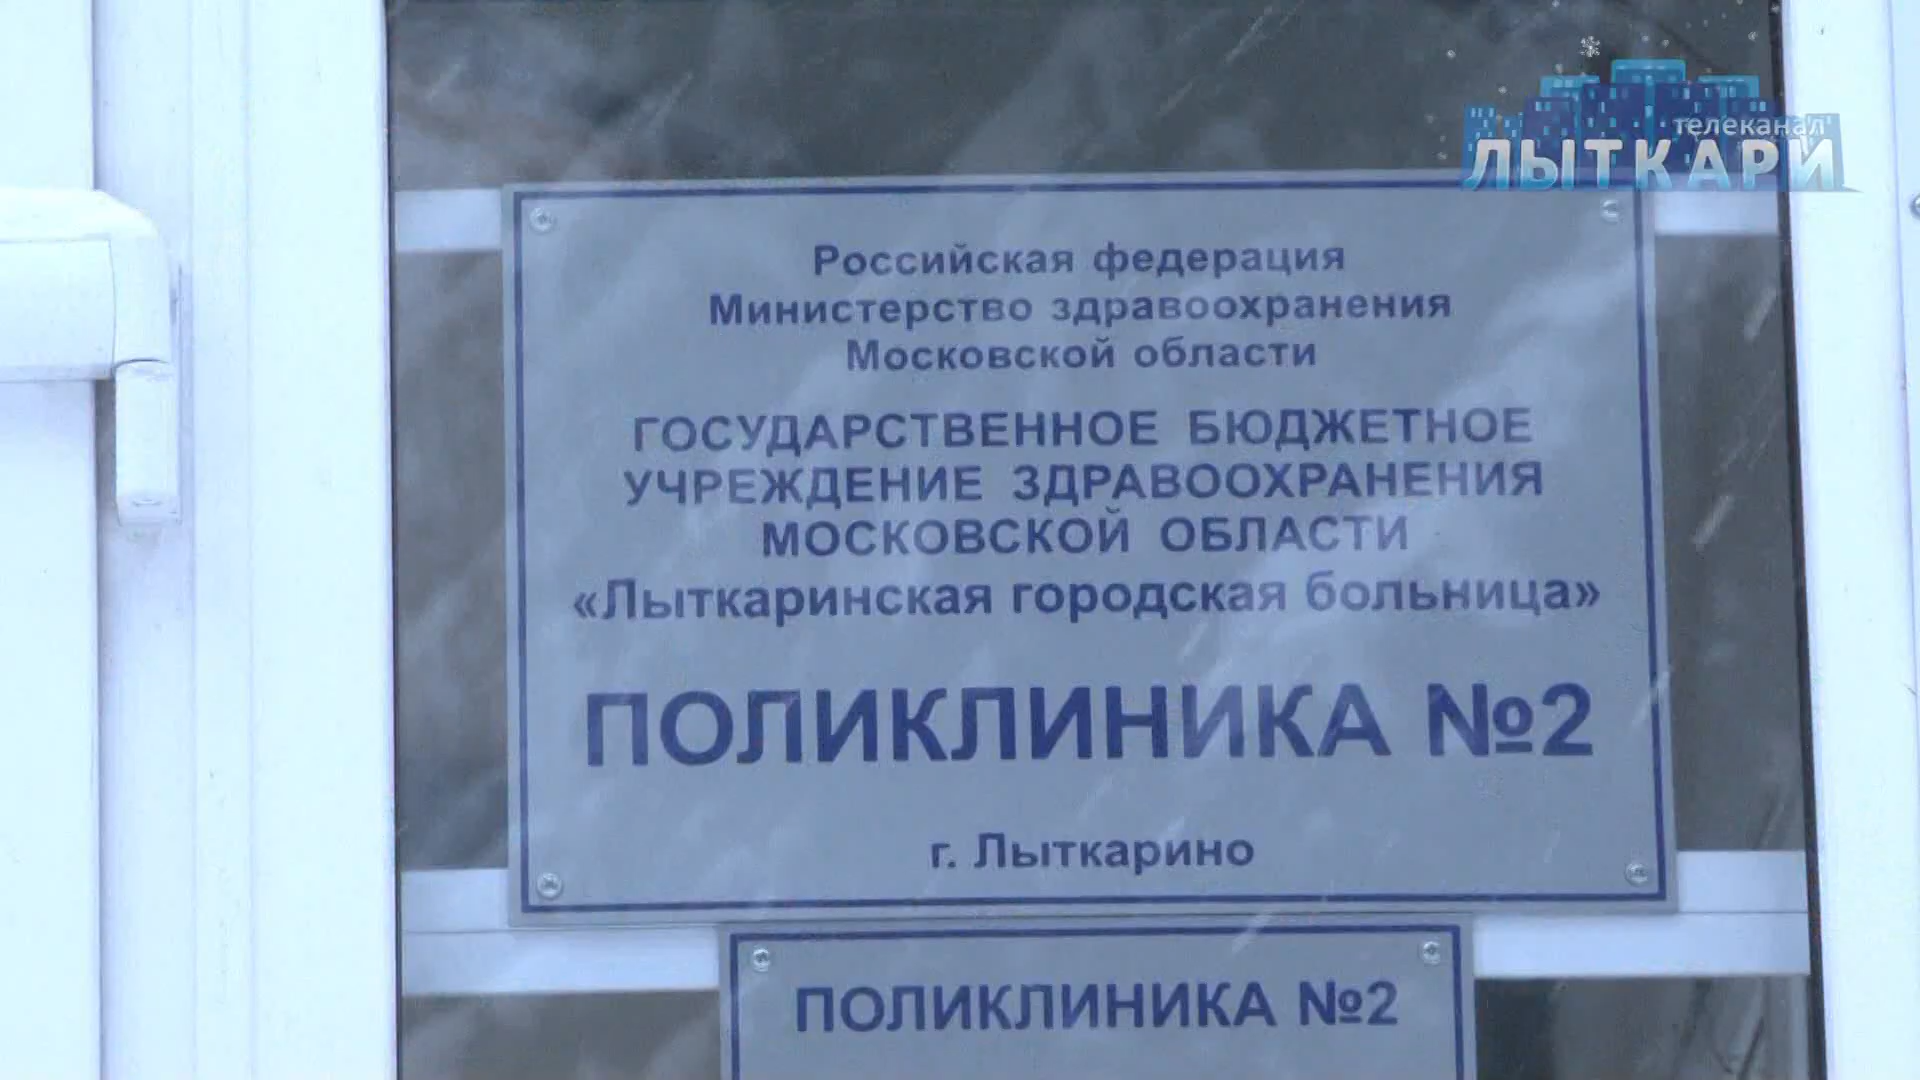 телеканал
ЛЫТКАРИ
Российская федерация
Министерство здравоохранения
Московской области
ГОСУДАРСТВЕННОЕ БЮДЖЕТНОЕ
УЧРЕЖДЕНИЕ ЗДРАВООХРАНЕНИЯ
МОСКОВСКОЙ ОБЛАСТИ
«Лыткаринская городская больница»
ПОЛИКЛИНИКА №2
г. Лыткарино
ПОЛИКЛИНИКА №2